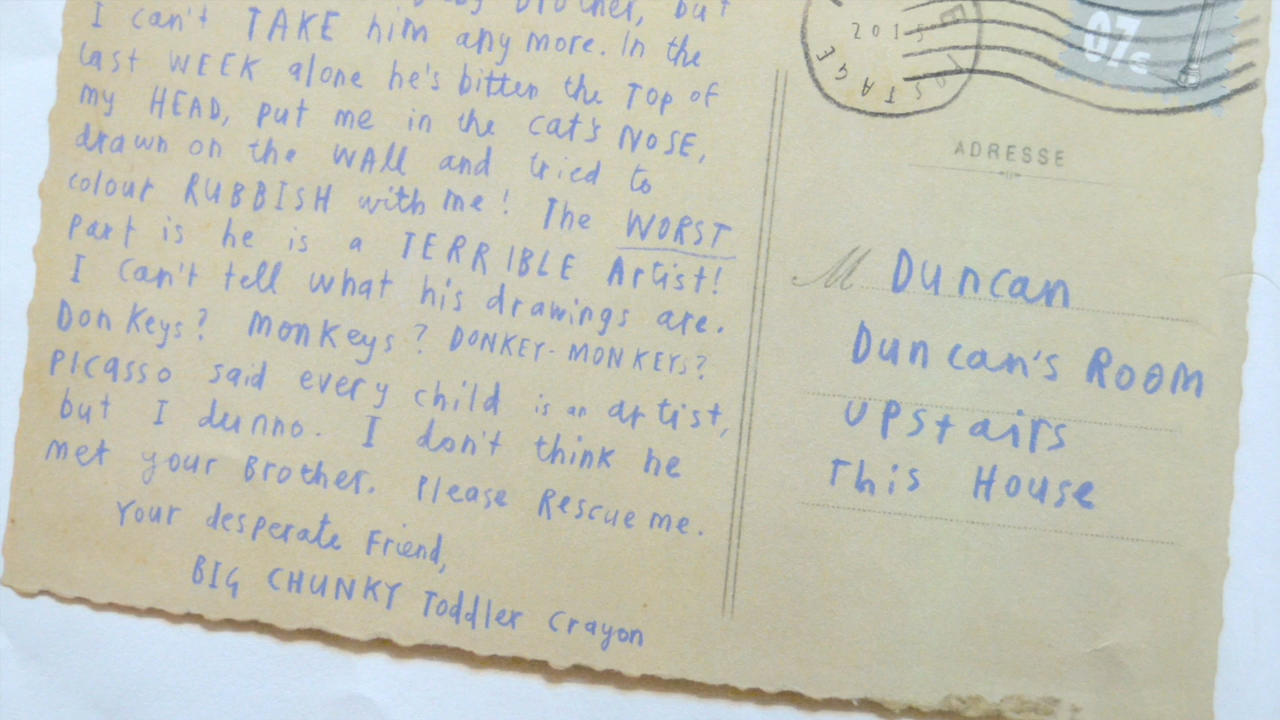 brother, but
I can't TAKE him any more. In the
last WEEK alone he's bitten the Top of
my HEAD, put me in the cat's NOSE,
drawn on the WALL and tried to
colour RUBBISH with me! The WORST
part is he is a TERRIBLE Artist!
I can't tell what his drawings are.
Donkeys? Monkeys? DONKEY-MONKEYS?
Picasso said every child is an artist,
but I dunno. I don't think he
met your Brother. Please Rescue me.
Your desperate Friend,
BIG CHUNKY Toddler Crayon
2015
POSTAGE
07c
ADRESSE
M Duncan
Duncan's Room
upstairs
This House